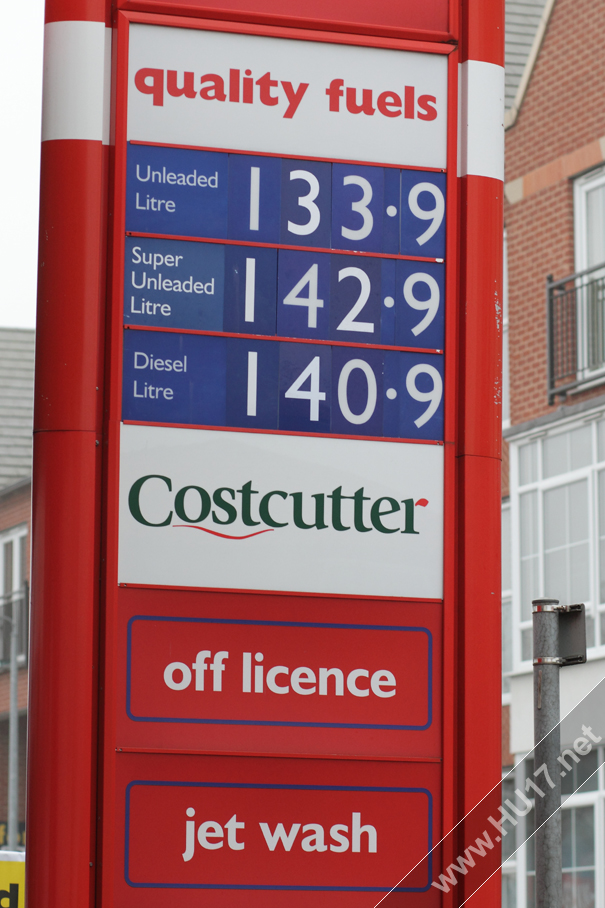 quality fuels
Unleaded
Litre
133.9
Super
Unleaded
Litre
142.9
Diesel
Litre
140.9
Costcutter
off licence
jet wash
www.HU17.net
d